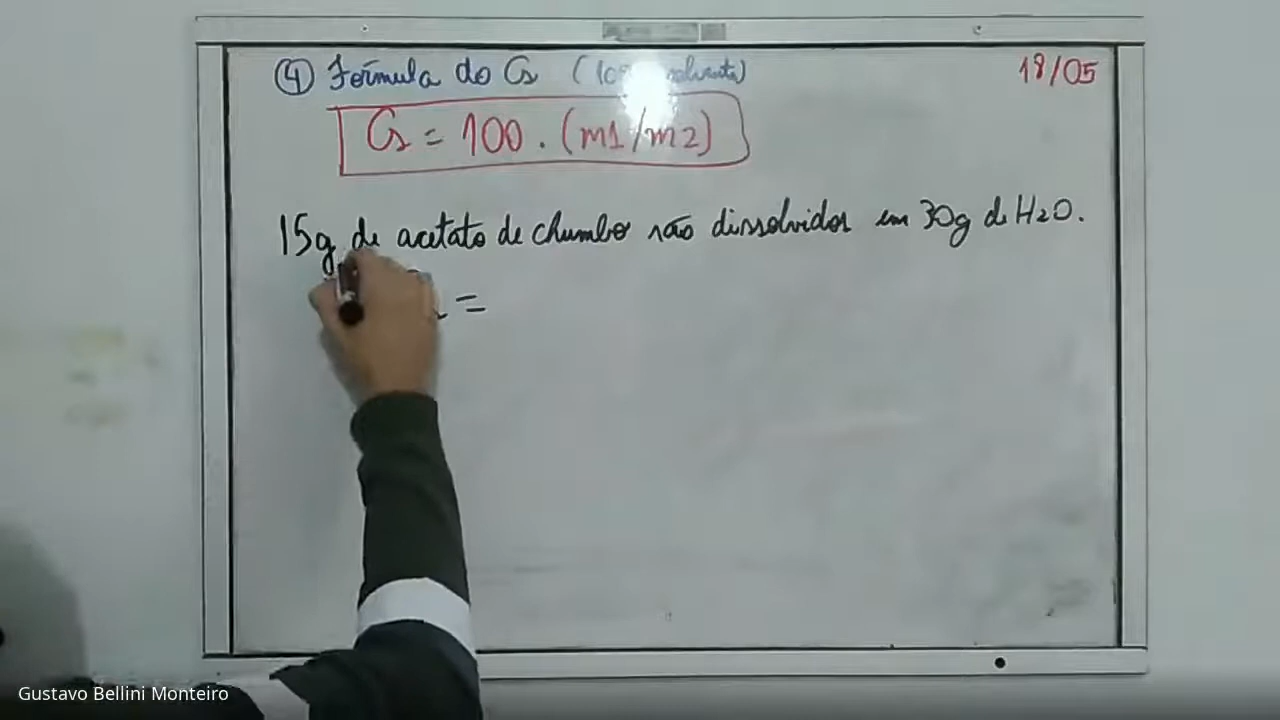 ④ Fórmula do Cs (
18/05
Cs = 100 . (m1/m2)
15g de acetato de chumbo são dissolvidos em 30g de H2O.
=
Gustavo Bellini Monteiro